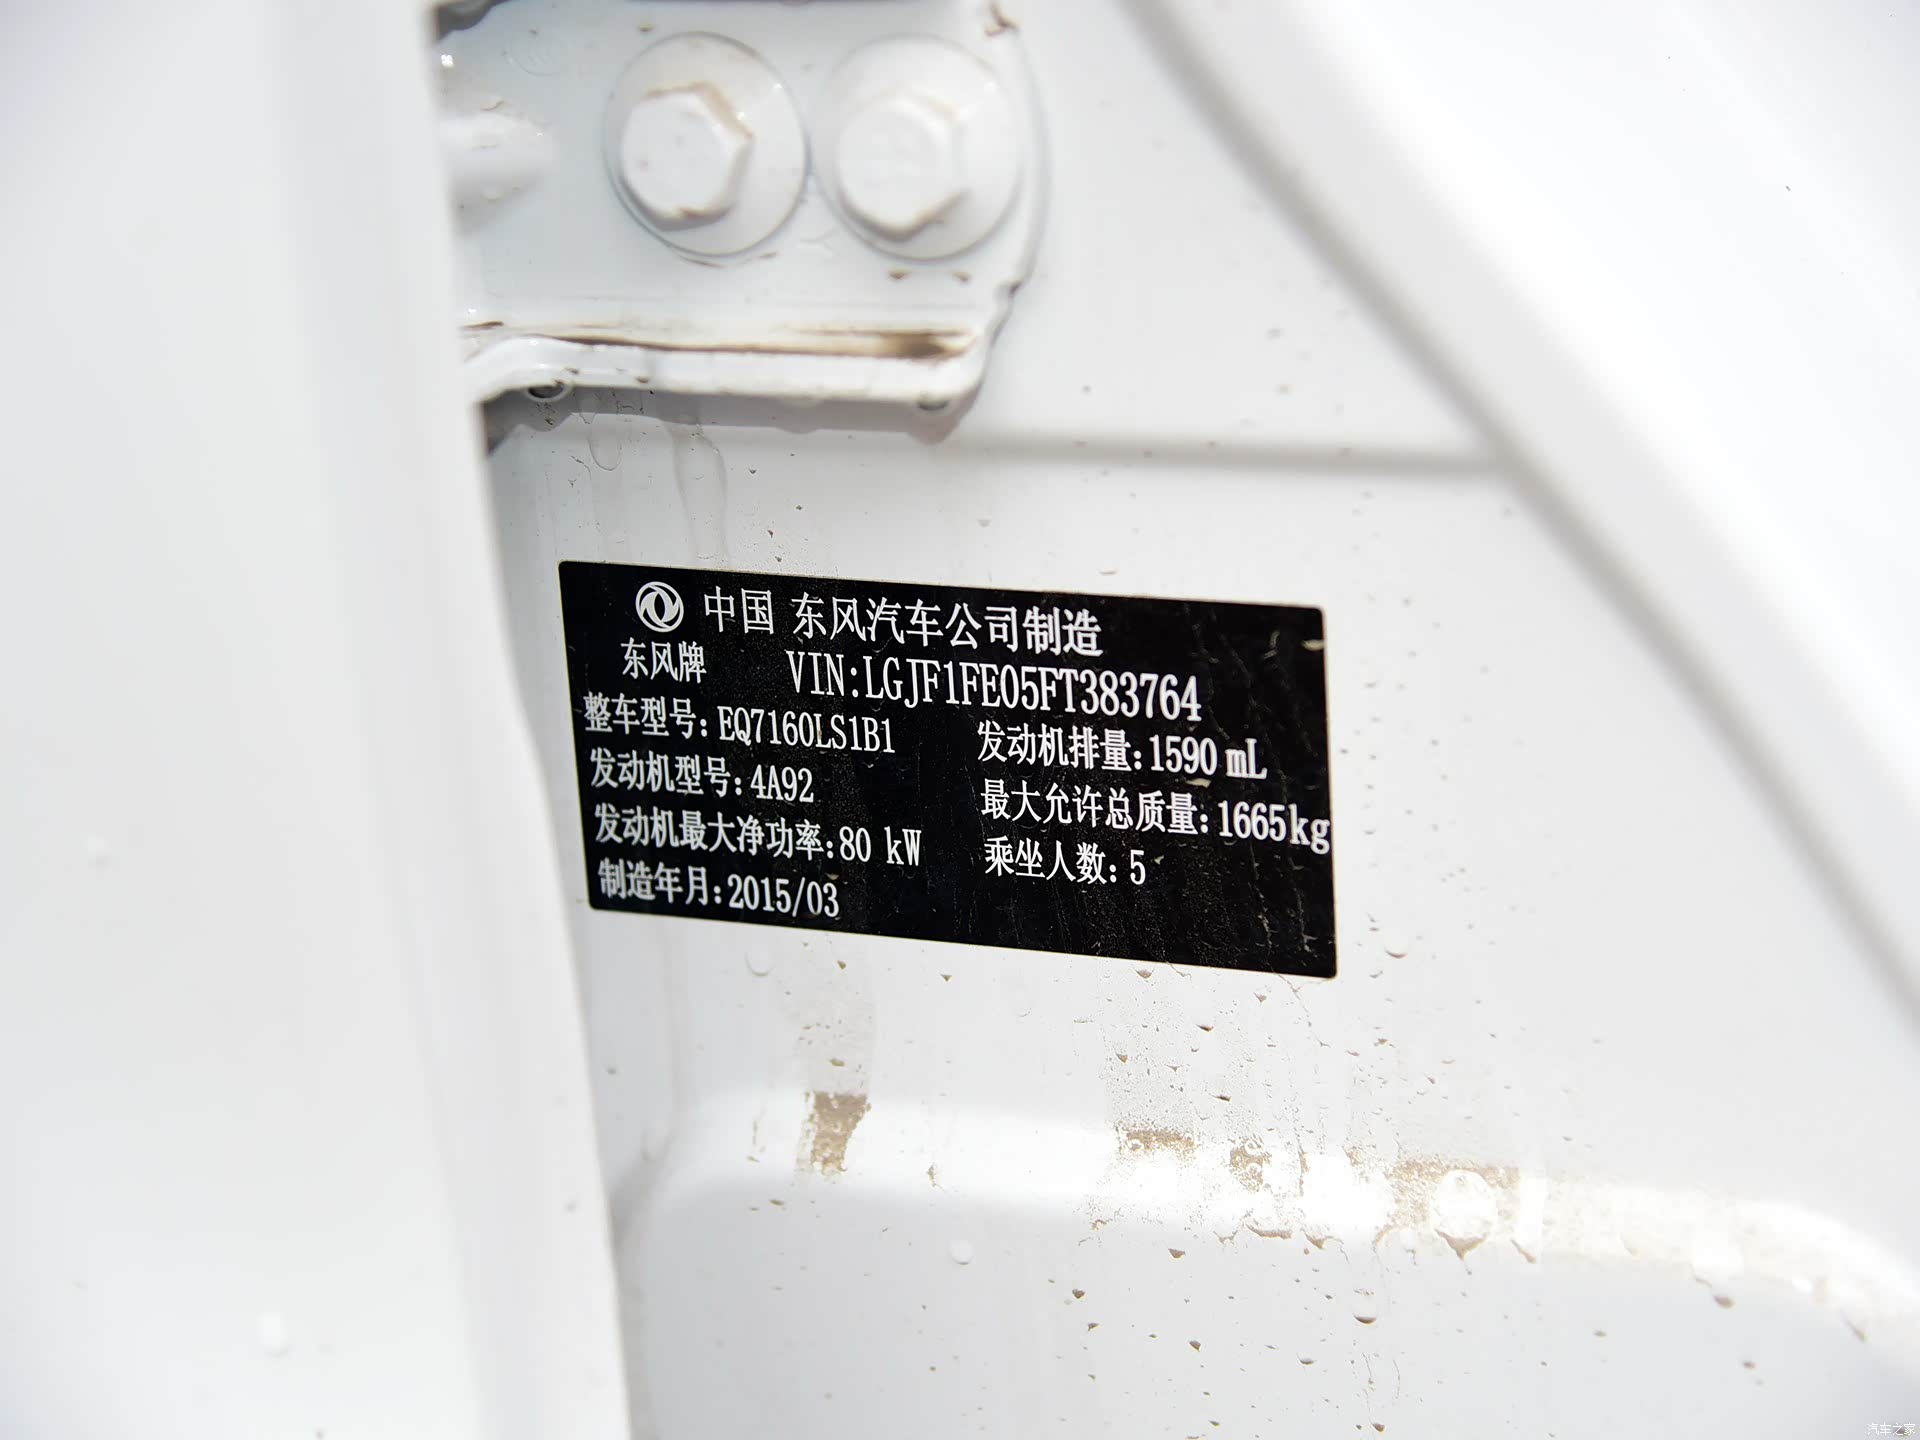 中国 东风汽车公司制造
东风牌 VIN:LGJF1FE05FT383764
整车型号:EQ7160LS1B1 发动机排量:1590 mL
发动机型号:4A92 最大允许总质量:1665kg
发动机最大净功率:80 kW 乘坐人数:5
制造年月:2015/03
汽车之家